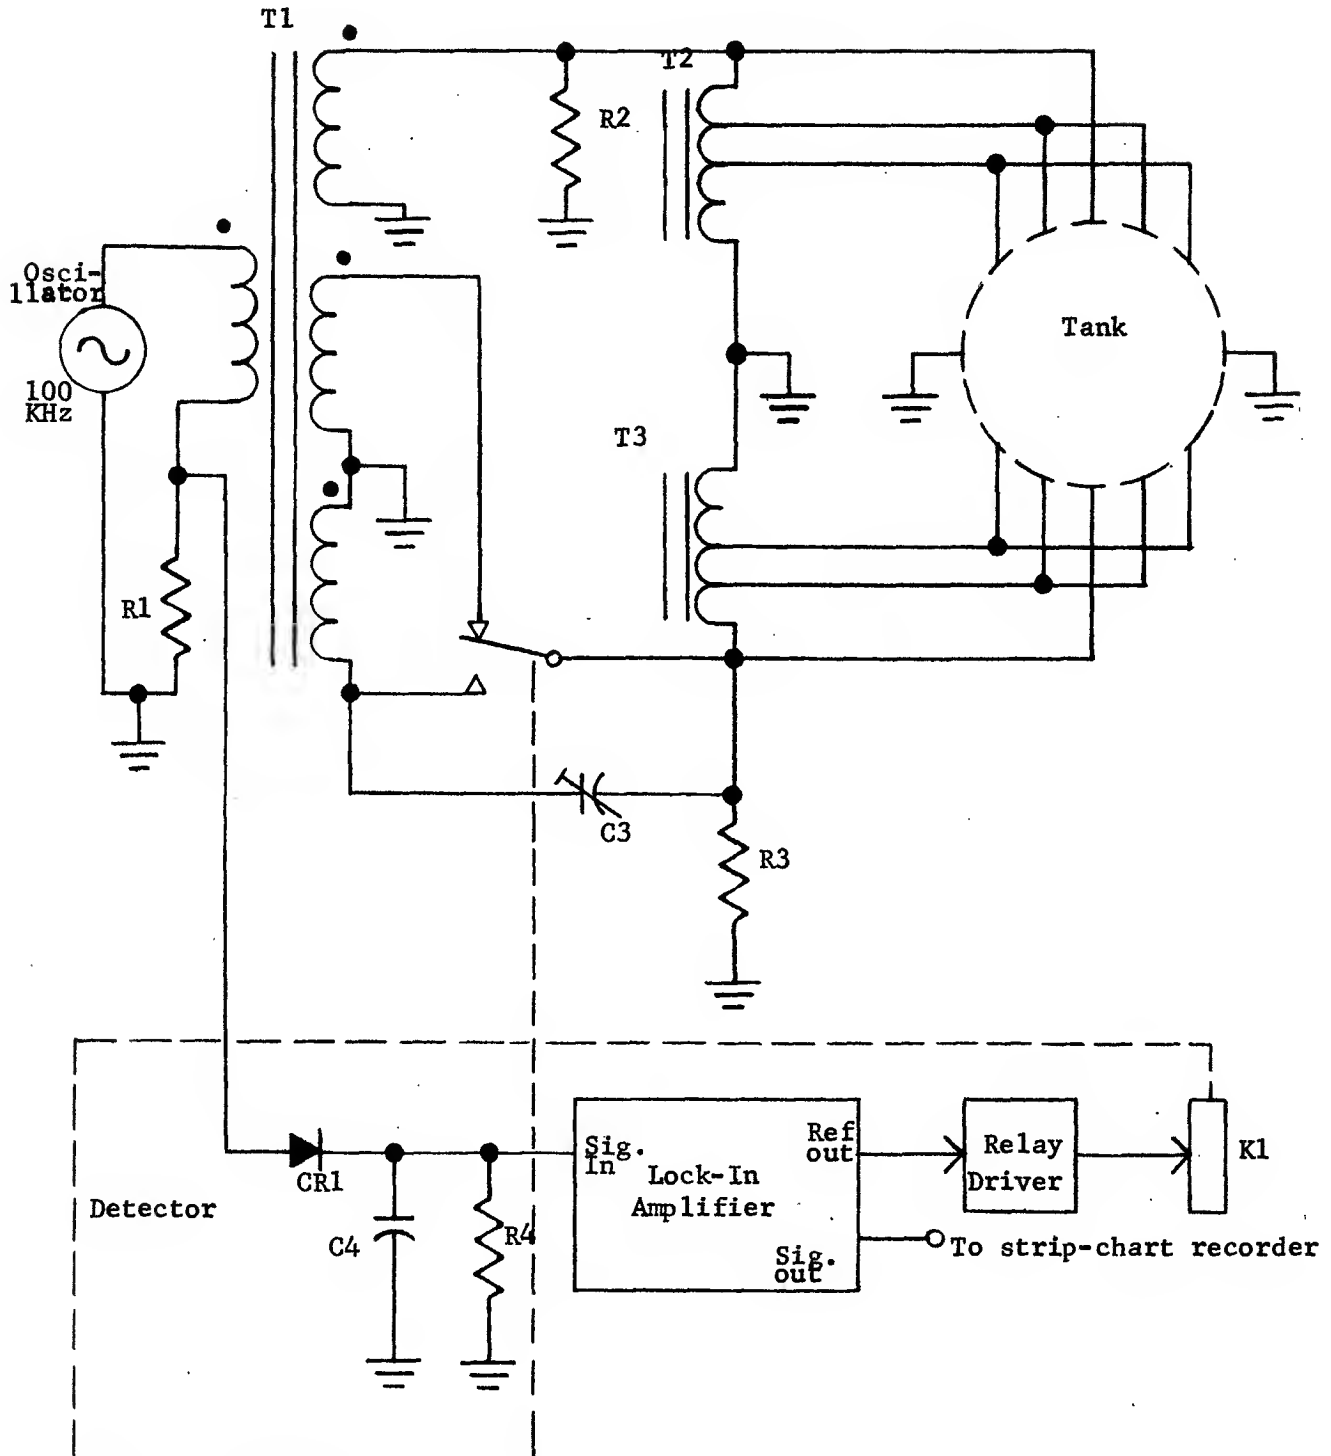 T1
T2
R2
Osci-
llator
100
KHz
Tank
T3
R1
C3
R3
Sig.
In
Ref
out
Lock-In
Amplifier
Sig.
out
Relay
Driver
K1
CR1
Detector
C4
R4
To strip-chart recorder